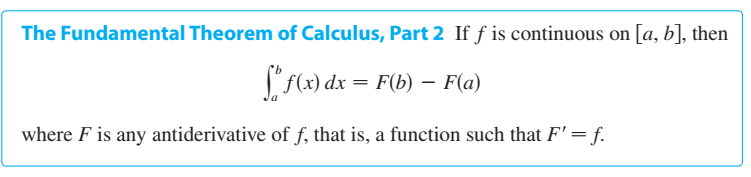 The Fundamental Theorem of Calculus, Part 2 If f is continuous on [a, b], then
∫ₐᵇ f(x) dx = F(b) − F(a)
where F is any antiderivative of f, that is, a function such that F′ = f.